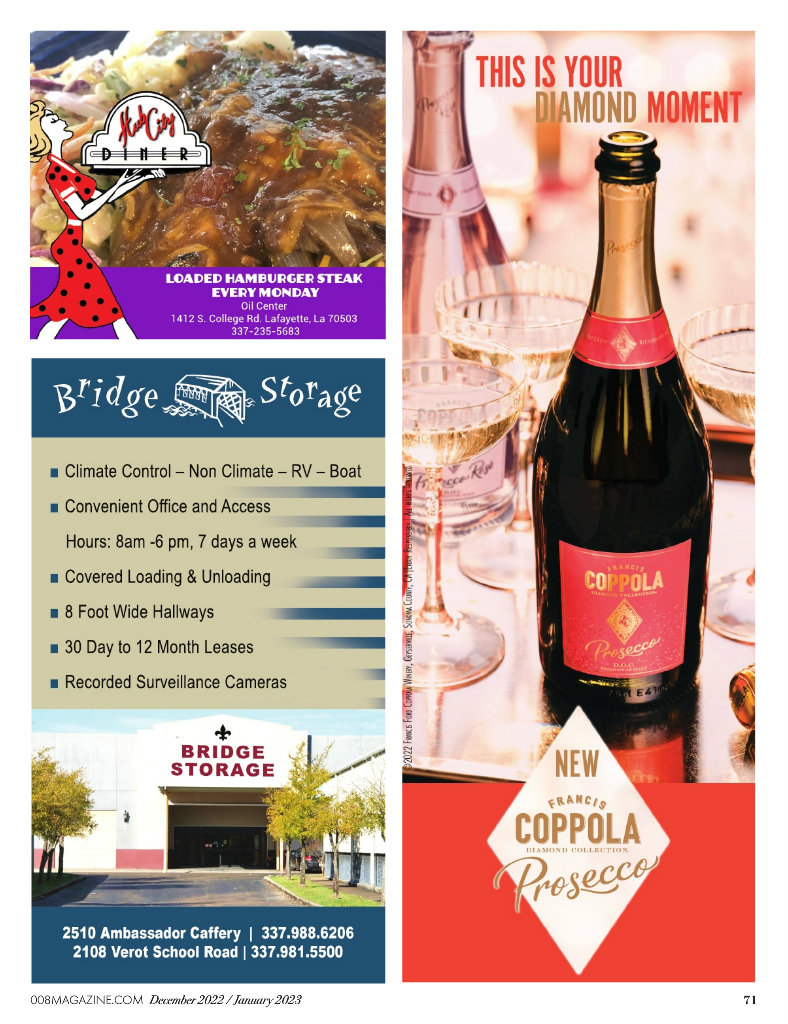 Hub City
DINER
LOADED HAMBURGER STEAK
EVERY MONDAY
Oil Center
1412 S. College Rd. Lafayette, La 70503
337-235-5683
Bridge Storage
Climate Control – Non Climate – RV – Boat
Convenient Office and Access
Hours: 8am -6 pm, 7 days a week
Covered Loading & Unloading
8 Foot Wide Hallways
30 Day to 12 Month Leases
Recorded Surveillance Cameras
BRIDGE
STORAGE
2510 Ambassador Caffery | 337.988.6206
2108 Verot School Road | 337.981.5500
THIS IS YOUR
DIAMOND MOMENT
Prosecco
Prosecco Rosé
FRANCIS
COPPOLA
DIAMOND COLLECTION
Prosecco
D.O.C.
NEW
FRANCIS
COPPOLA
DIAMOND COLLECTION
Prosecco
008MAGAZINE.COM December 2022 / January 2023
71